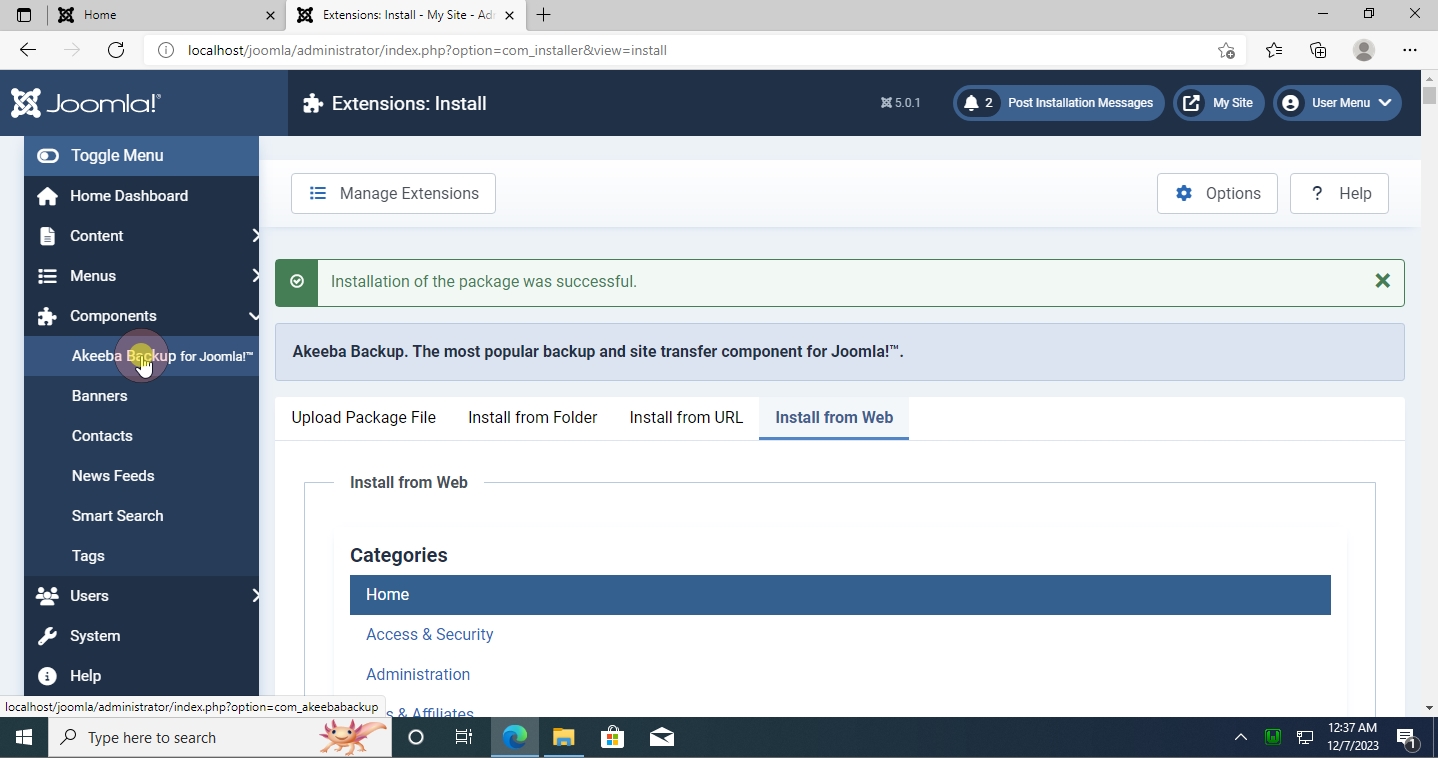 Home
Extensions: Install - My Site - Ad
localhost/joomla/administrator/index.php?option=com_installer&view=install
Joomla!®
Extensions: Install
5.0.1
2 Post Installation Messages
My Site
User Menu
Toggle Menu
Home Dashboard
Content
Menus
Components
Akeeba Backup for Joomla!™
Banners
Contacts
News Feeds
Smart Search
Tags
Users
System
Help
Manage Extensions
Options
? Help
Installation of the package was successful.
Akeeba Backup. The most popular backup and site transfer component for Joomla!™.
Upload Package File
Install from Folder
Install from URL
Install from Web
Install from Web
Categories
Home
Access & Security
Administration
s & Affiliates
localhost/joomla/administrator/index.php?option=com_akeebabackup
Type here to search
12:37 AM
12/7/2023
1